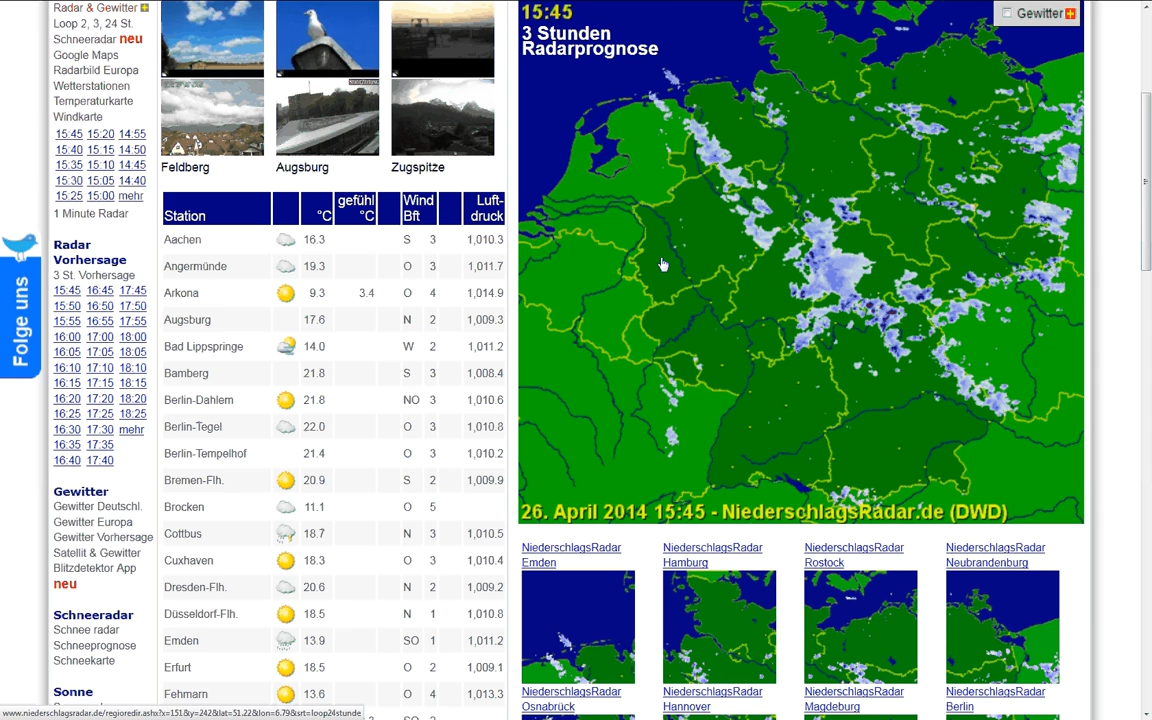 Radar & Gewitter
Loop 2, 3, 24 St.
Schneeradar neu
Google Maps
Radarbild Europa
Wetterstationen
Temperaturkarte
Windkarte
15:45 15:20 14:55
15:40 15:15 14:50
15:35 15:10 14:45
15:30 15:05 14:40
15:25 15:00 mehr
1 Minute Radar
Radar
Vorhersage
3 St. Vorhersage
15:45 16:45 17:45
15:50 16:50 17:50
15:55 16:55 17:55
16:00 17:00 18:00
16:05 17:05 18:05
16:10 17:10 18:10
16:15 17:15 18:15
16:20 17:20 18:20
16:25 17:25 18:25
16:30 17:30 mehr
16:35 17:35
16:40 17:40
Gewitter
Gewitter Deutschl.
Gewitter Europa
Gewitter Vorhersage
Satellit & Gewitter
Blitzdetektor App
neu
Schneeradar
Schnee radar
Schneeprognose
Schneekarte
Sonne
Folge uns
Feldberg Augsburg Zugspitze
Station °C gefühl °C Wind Bft Luft-druck
Aachen 16.3 S 3 1,010.3
Angermünde 19.3 O 3 1,011.7
Arkona 9.3 3.4 O 4 1,014.9
Augsburg 17.6 N 2 1,009.3
Bad Lippspringe 14.0 W 2 1,011.2
Bamberg 21.8 S 3 1,008.4
Berlin-Dahlem 21.8 NO 3 1,010.6
Berlin-Tegel 22.0 O 3 1,010.8
Berlin-Tempelhof 21.4 O 3 1,010.2
Bremen-Flh. 20.9 S 2 1,009.9
Brocken 11.1 O 5
Cottbus 18.7 N 3 1,010.5
Cuxhaven 18.3 O 3 1,010.4
Dresden-Flh. 20.6 N 2 1,009.2
Düsseldorf-Flh. 18.5 N 1 1,010.8
Emden 13.9 SO 1 1,011.2
Erfurt 18.5 O 2 1,009.1
Fehmarn 13.6 O 4 1,013.3
15:45
3 Stunden
Radarprognose
Gewitter
26. April 2014 15:45 - NiederschlagsRadar.de (DWD)
NiederschlagsRadar Emden
NiederschlagsRadar Hamburg
NiederschlagsRadar Rostock
NiederschlagsRadar Neubrandenburg
NiederschlagsRadar Osnabrück
NiederschlagsRadar Hannover
NiederschlagsRadar Magdeburg
NiederschlagsRadar Berlin
www.niederschlagsradar.de/regioredir.ashx?x=151&y=242&lat=51.22&lon=6.79&srt=loop24stunde